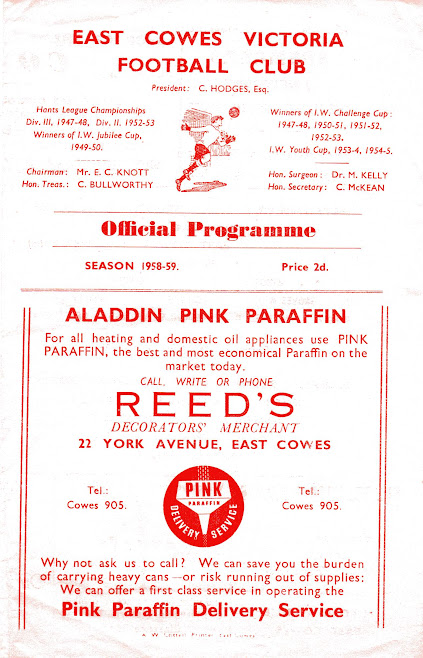 EAST COWES VICTORIA
FOOTBALL CLUB
President: C. HODGES, Esq.
Hants League Championships
Div. III, 1947-48, Div. II. 1952-53
Winners of I.W. Jubilee Cup,
1949-50.
Winners of I.W. Challenge Cup:
1947-48, 1950-51, 1951-52,
1952-53.
I.W. Youth Cup, 1953-4, 1954-5.
Chairman: Mr. E. C. KNOTT
Hon. Treas.: C. BULLWORTHY
Hon. Surgeon: Dr. M. KELLY
Hon. Secretary: C. McKEAN
Official Programme
SEASON 1958-59.
Price 2d.
ALADDIN PINK PARAFFIN
For all heating and domestic oil appliances use PINK
PARAFFIN, the best and most economical Paraffin on the
market today.
CALL, WRITE OR PHONE
REED'S
DECORATORS' MERCHANT
22 YORK AVENUE, EAST COWES
Tel.:
Cowes 905.
PINK
PARAFFIN
DELIVERY SERVICE
Tel.:
Cowes 905.
Why not ask us to call? We can save you the burden
of carrying heavy cans—or risk running out of supplies:
We can offer a first class service in operating the
Pink Paraffin Delivery Service
Printer, East Cowes